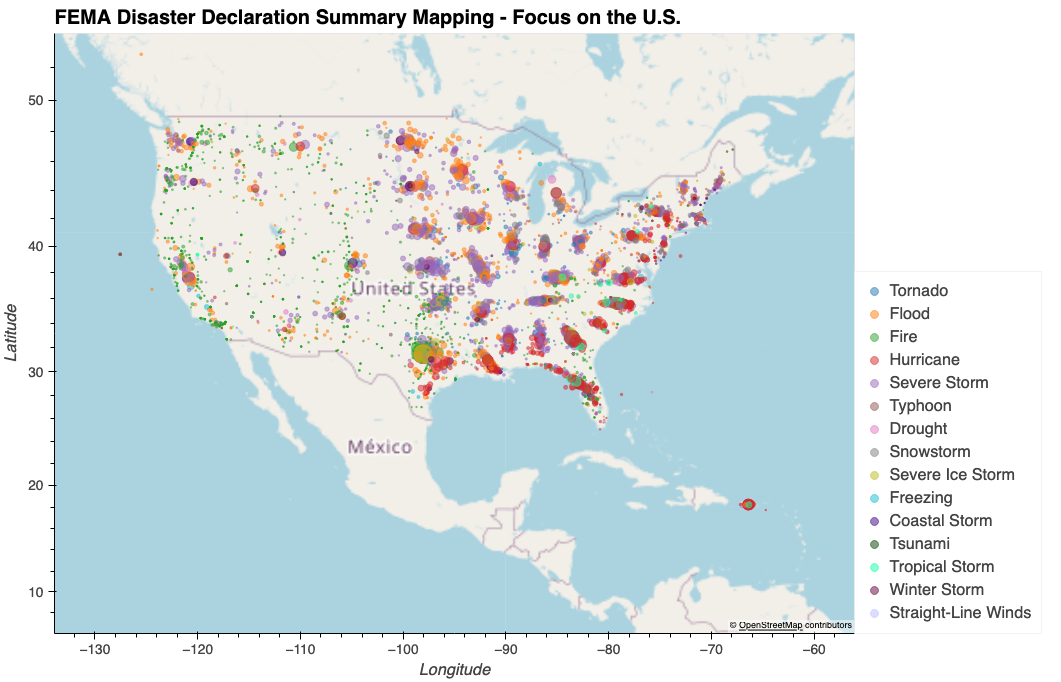 FEMA Disaster Declaration Summary Mapping - Focus on the U.S.
50
40
30
20
10
Latitude
United States
México
© OpenStreetMap contributors
−130
−120
−110
−100
−90
−80
−70
−60
Longitude
Tornado
Flood
Fire
Hurricane
Severe Storm
Typhoon
Drought
Snowstorm
Severe Ice Storm
Freezing
Coastal Storm
Tsunami
Tropical Storm
Winter Storm
Straight-Line Winds